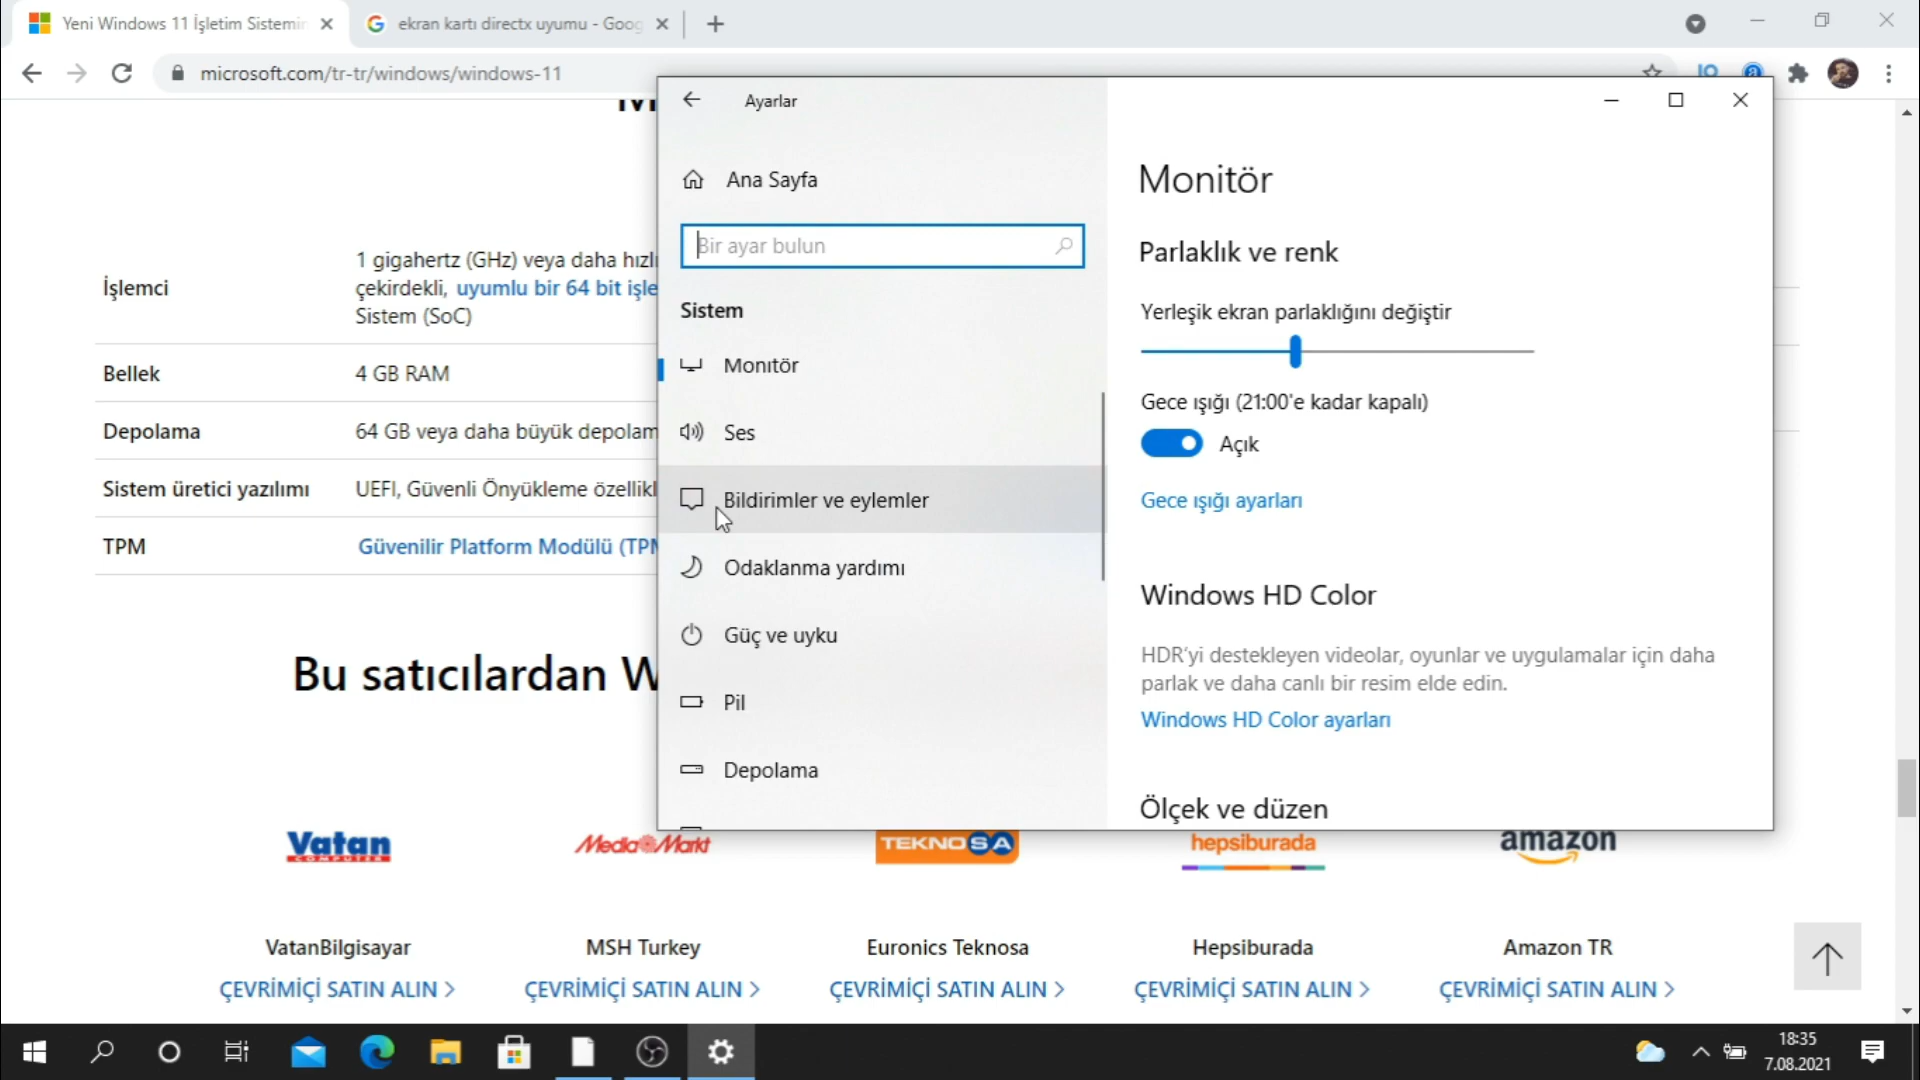 Yeni Windows 11 İşletim Sistemin
ekran kartı directx uyumu - Goog
microsoft.com/tr-tr/windows/windows-11
Ayarlar
Ana Sayfa
Bir ayar bulun
Sistem
Monitör
Ses
Bildirimler ve eylemler
Odaklanma yardımı
Güç ve uyku
Pil
Depolama
Monitör
Parlaklık ve renk
Yerleşik ekran parlaklığını değiştir
Gece ışığı (21:00'e kadar kapalı)
Açık
Gece ışığı ayarları
Windows HD Color
HDR'yi destekleyen videolar, oyunlar ve uygulamalar için daha
parlak ve daha canlı bir resim elde edin.
Windows HD Color ayarları
Ölçek ve düzen
İşlemci
1 gigahertz (GHz) veya daha hızlı
çekirdekli, uyumlu bir 64 bit işle
Sistem (SoC)
Bellek
4 GB RAM
Depolama
64 GB veya daha büyük depolam
Sistem üretici yazılımı
UEFI, Güvenli Önyükleme özellikl
TPM
Güvenilir Platform Modülü (TPM
Bu satıcılardan W
Vatan
COMPUTER
MediaMarkt
TEKNOSA
hepsiburada
amazon
VatanBilgisayar
MSH Turkey
Euronics Teknosa
Hepsiburada
Amazon TR
ÇEVRİMİÇİ SATIN ALIN >
ÇEVRİMİÇİ SATIN ALIN >
ÇEVRİMİÇİ SATIN ALIN >
ÇEVRİMİÇİ SATIN ALIN >
ÇEVRİMİÇİ SATIN ALIN >
18:35
7.08.2021